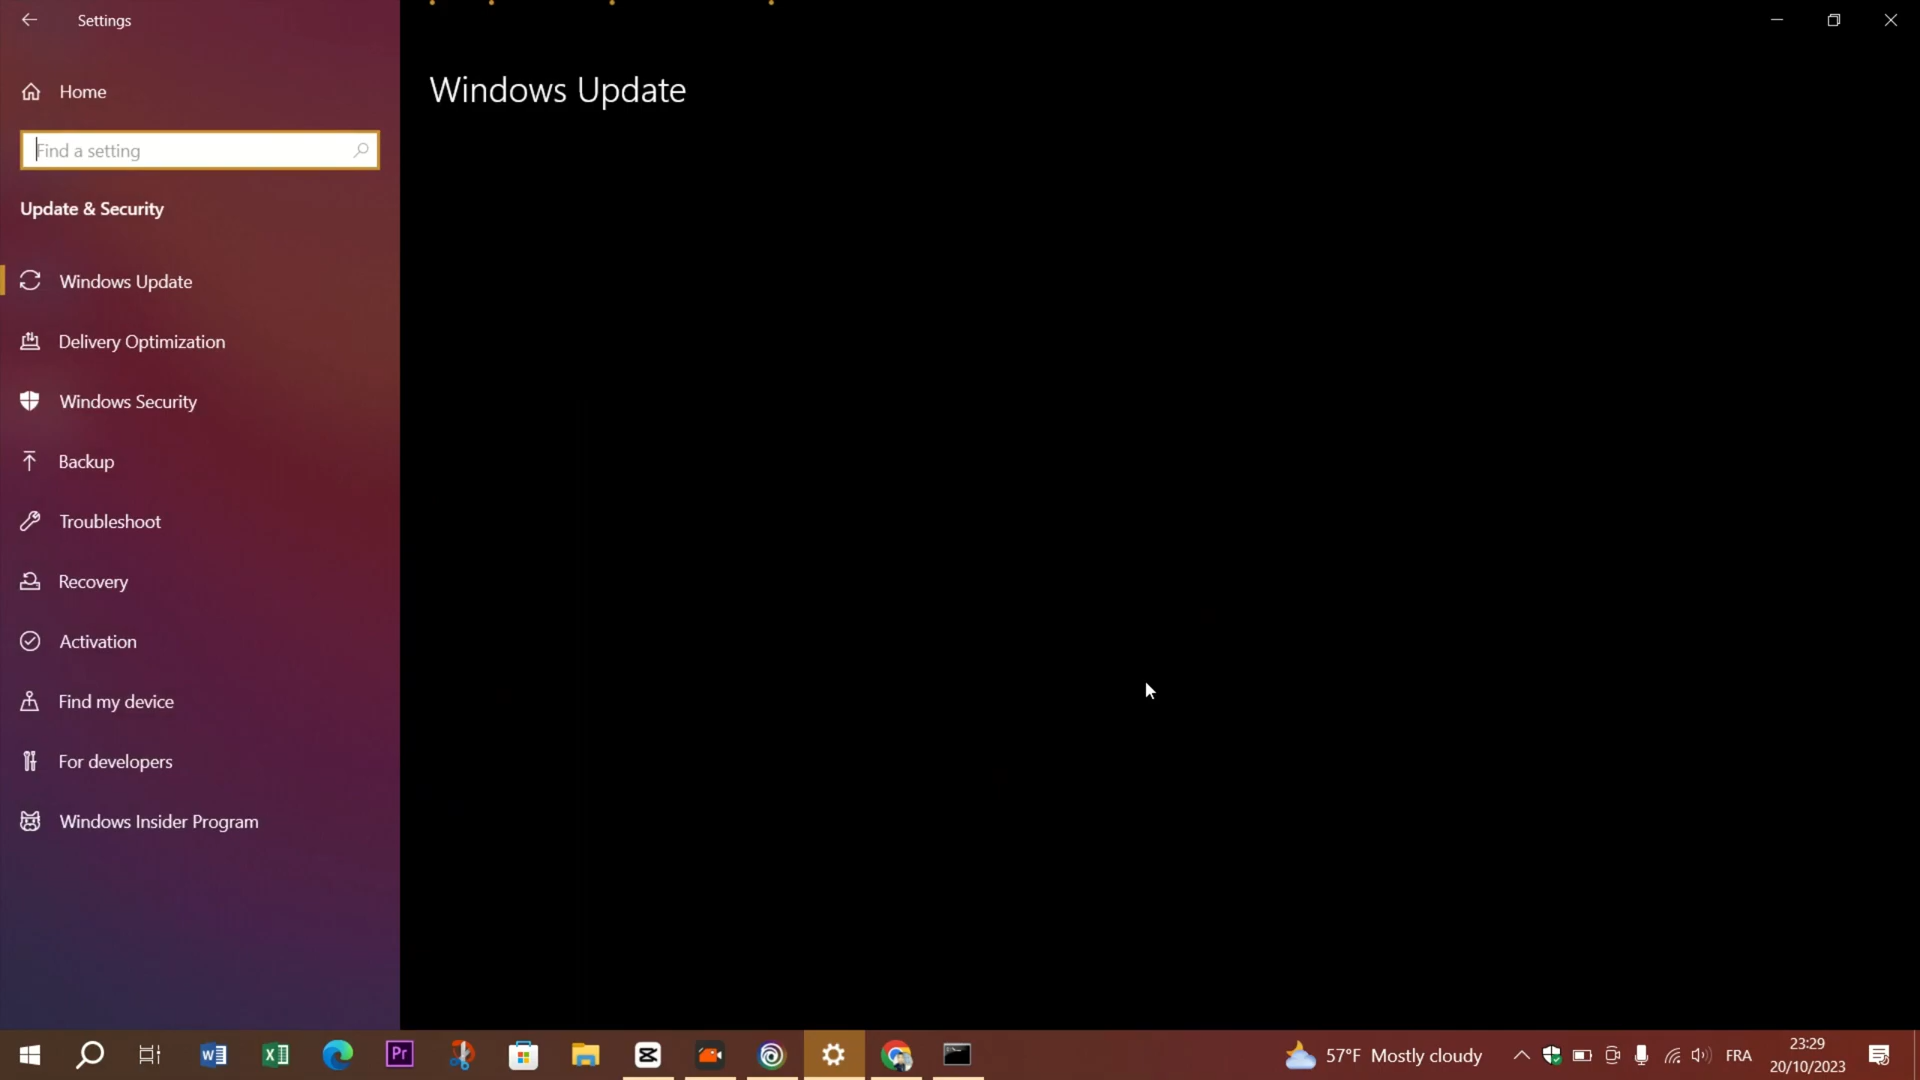 Settings
Home
Find a setting
Update & Security
Windows Update
Delivery Optimization
Windows Security
Backup
Troubleshoot
Recovery
Activation
Find my device
For developers
Windows Insider Program
Windows Update
Pr
57°F Mostly cloudy
FRA
23:29
20/10/2023